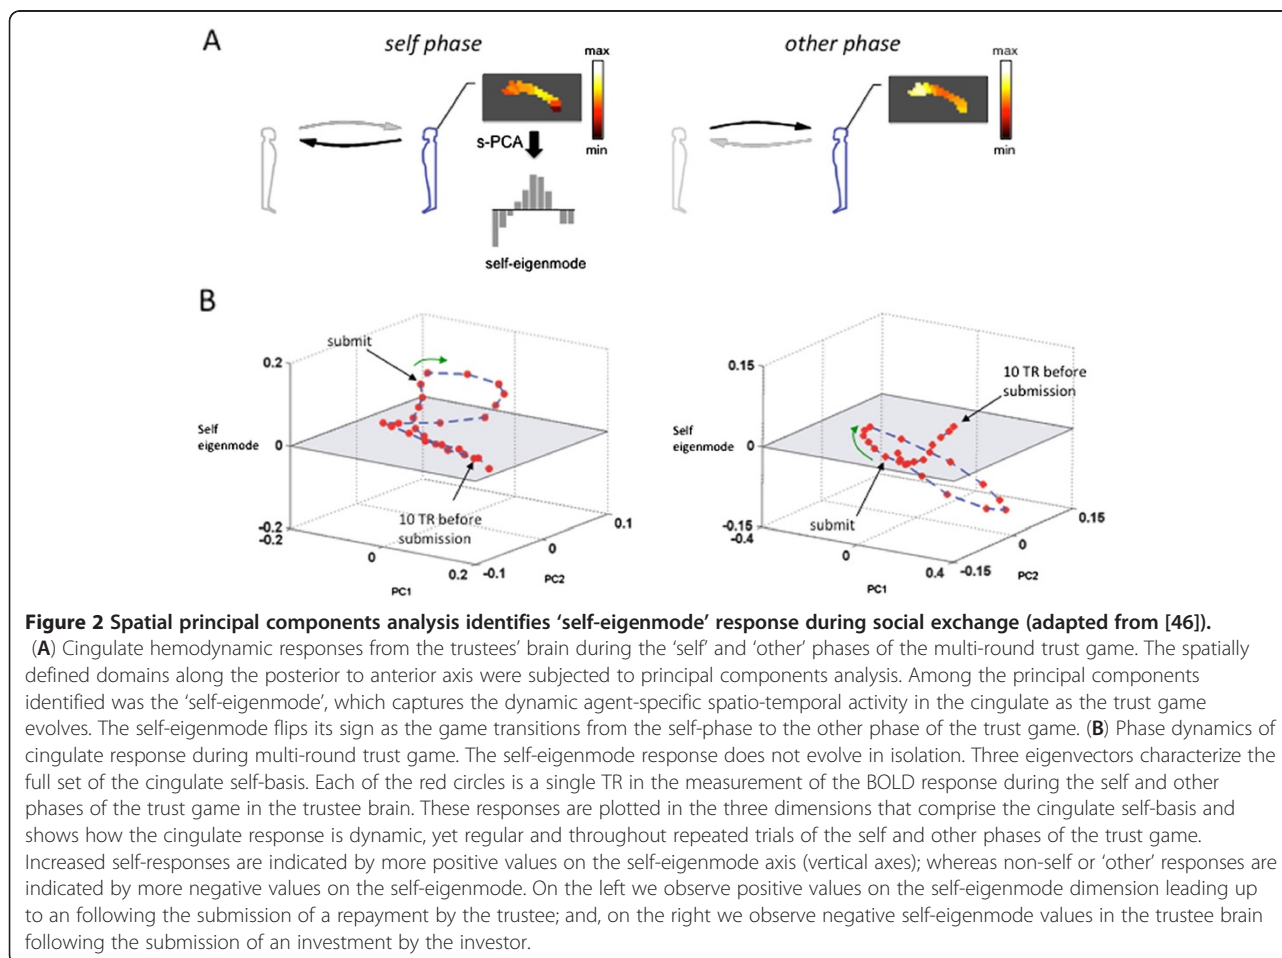 A
self phase
other phase
max
min
max
min
s-PCA
self-eigenmode
B
submit
0.2
Self
eigenmode
0
-0.2
-0.2
0
0.2
PC1
-0.1
0
0.1
PC2
10 TR before
submission
0.15
Self
eigenmode
0
-0.15
-0.4
0
0.4
PC1
-0.15
0
0.15
PC2
10 TR before
submission
submit
Figure 2 Spatial principal components analysis identifies ‘self-eigenmode’ response during social exchange (adapted from [46]).
(A) Cingulate hemodynamic responses from the trustees’ brain during the ‘self’ and ‘other’ phases of the multi-round trust game. The spatially
defined domains along the posterior to anterior axis were subjected to principal components analysis. Among the principal components
identified was the ‘self-eigenmode’, which captures the dynamic agent-specific spatio-temporal activity in the cingulate as the trust game
evolves. The self-eigenmode flips its sign as the game transitions from the self-phase to the other phase of the trust game. (B) Phase dynamics of
cingulate response during multi-round trust game. The self-eigenmode response does not evolve in isolation. Three eigenvectors characterize the
full set of the cingulate self-basis. Each of the red circles is a single TR in the measurement of the BOLD response during the self and other
phases of the trust game in the trustee brain. These responses are plotted in the three dimensions that comprise the cingulate self-basis and
shows how the cingulate response is dynamic, yet regular and throughout repeated trials of the self and other phases of the trust game.
Increased self-responses are indicated by more positive values on the self-eigenmode axis (vertical axes); whereas non-self or ‘other’ responses are
indicated by more negative values on the self-eigenmode. On the left we observe positive values on the self-eigenmode dimension leading up
to an following the submission of a repayment by the trustee; and, on the right we observe negative self-eigenmode values in the trustee brain
following the submission of an investment by the investor.